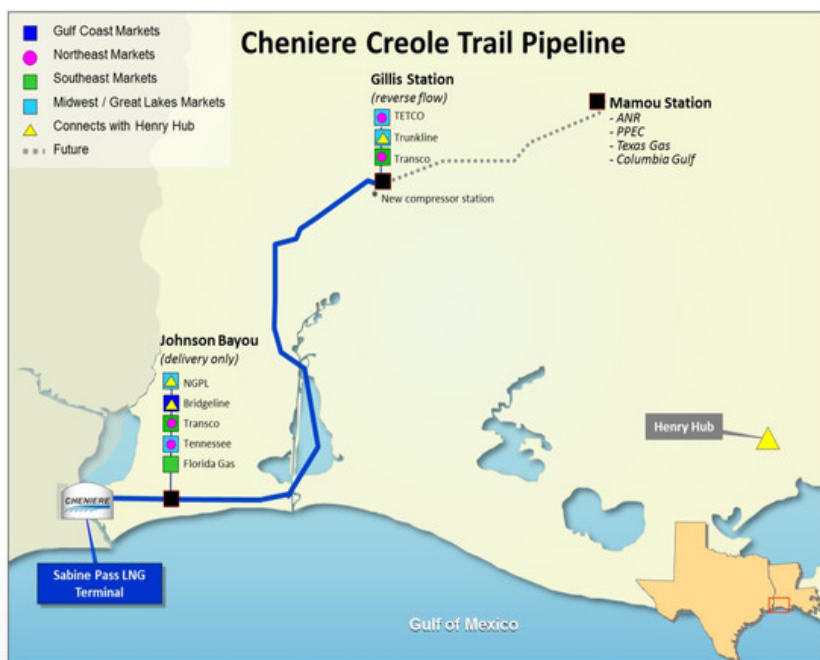 Gulf Coast Markets
Northeast Markets
Southeast Markets
Midwest / Great Lakes Markets
Connects with Henry Hub
Future
Cheniere Creole Trail Pipeline
Gillis Station
(reverse flow)
TETCO
Trunkline
Transco
* New compressor station
Mamou Station
- ANR
- PPEC
- Texas Gas
- Columbia Gulf
Johnson Bayou
(delivery only)
NGPL
Bridgeline
Transco
Tennessee
Florida Gas
Henry Hub
CHENIERE
Sabine Pass LNG
Terminal
Gulf of Mexico